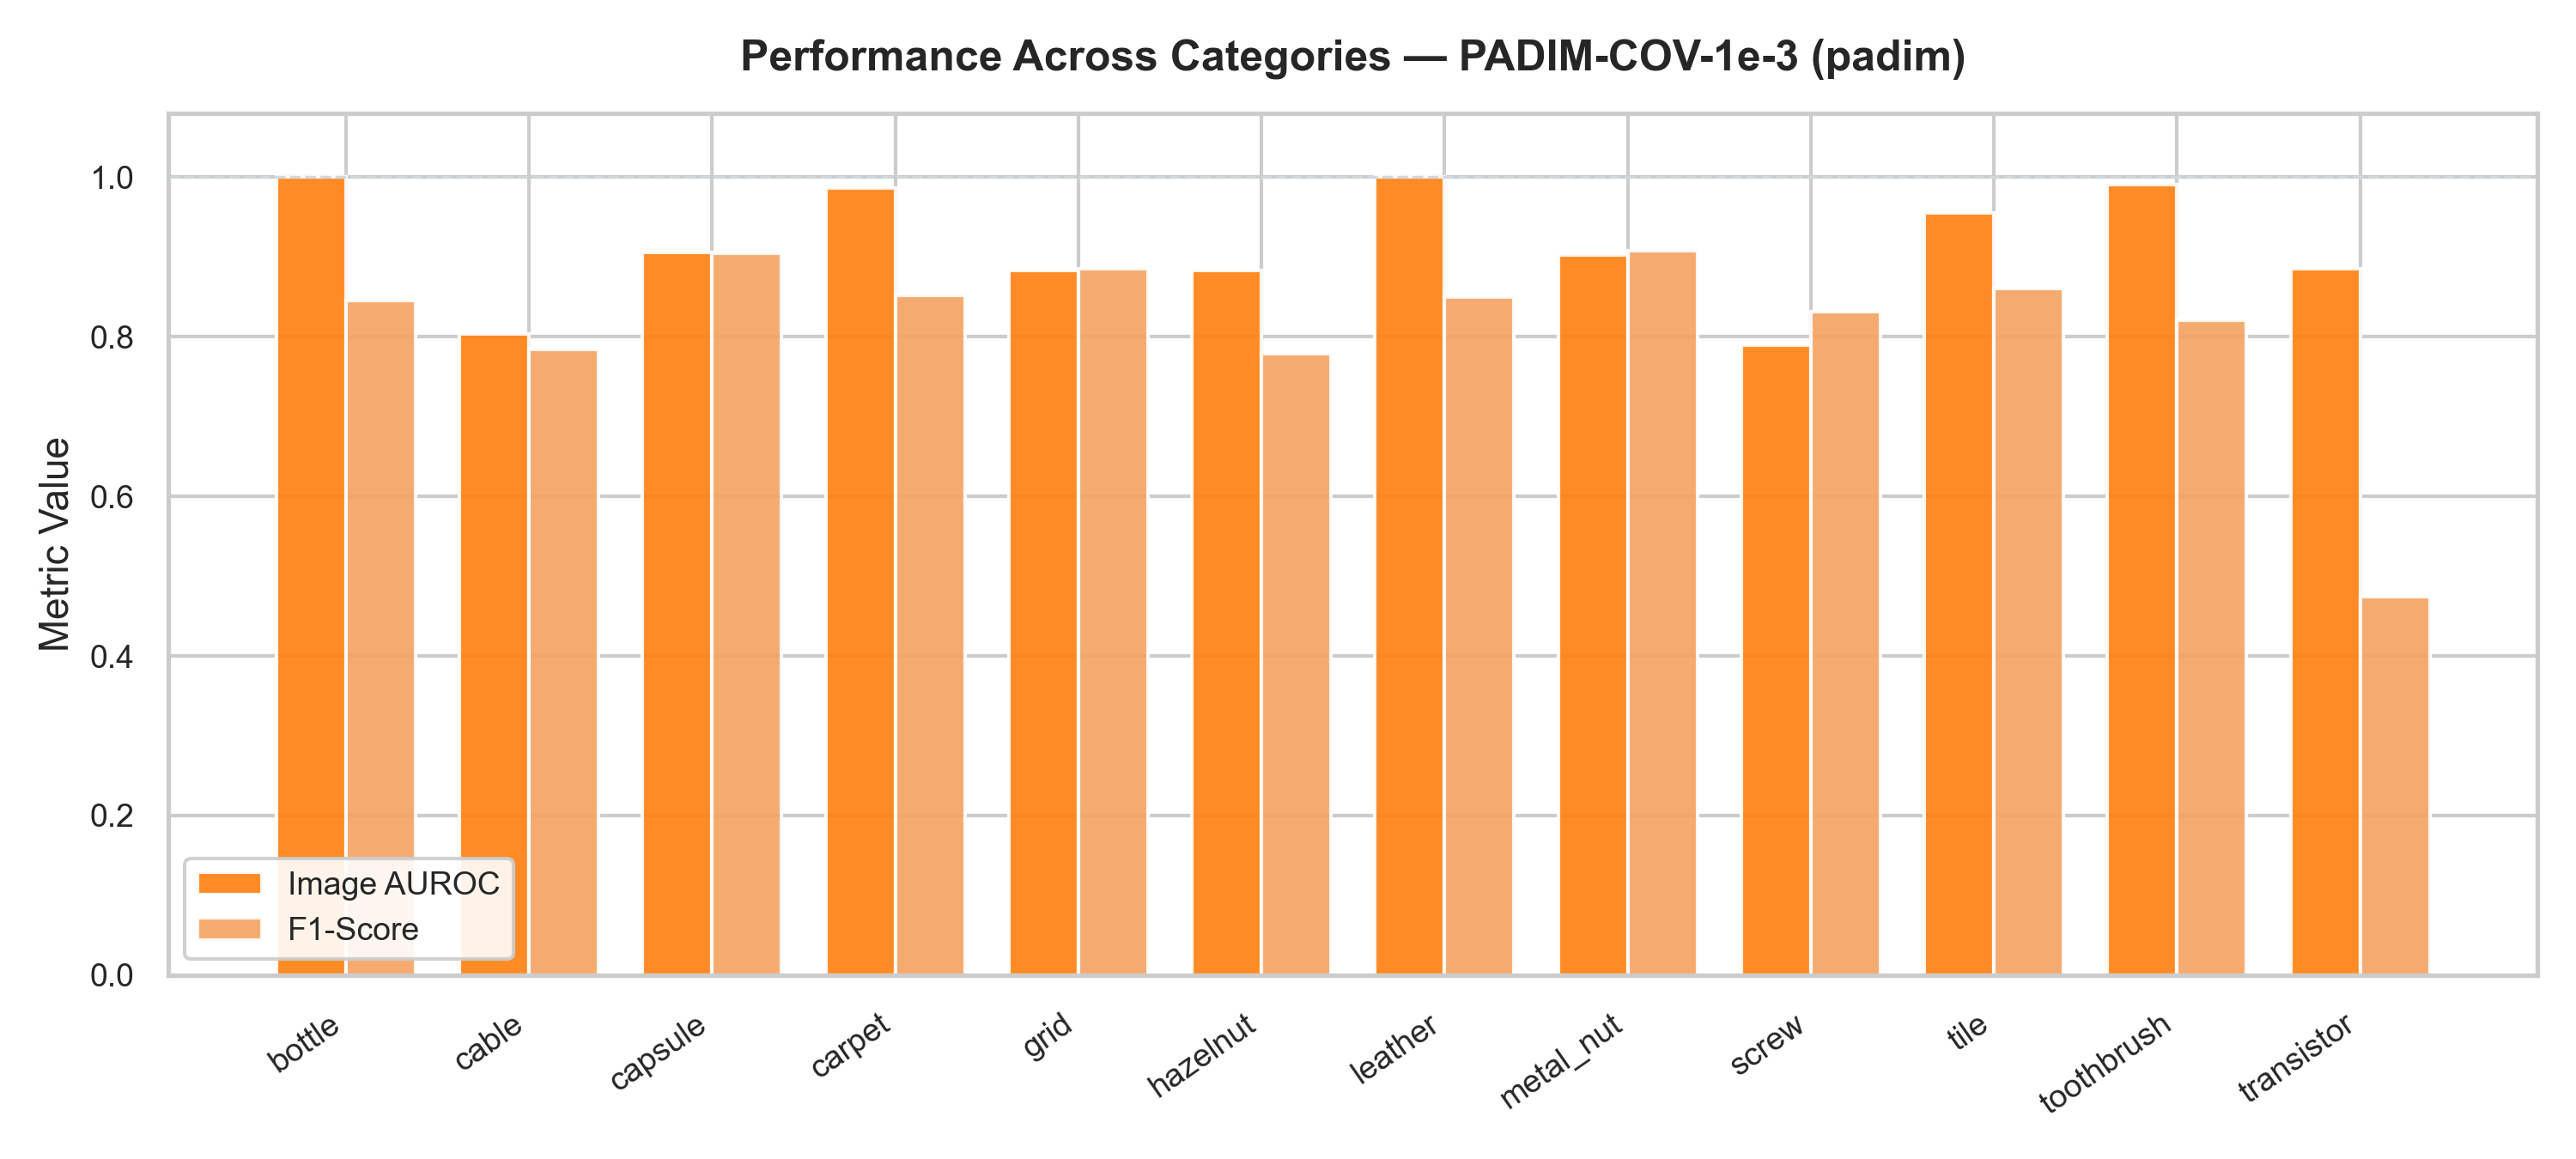 Performance Across Categories — PADIM-COV-1e-3 (padim)
Metric Value
1.0
0.8
0.6
0.4
0.2
0.0
Image AUROC
F1-Score
bottle
cable
capsule
carpet
grid
hazelnut
leather
metal_nut
screw
tile
toothbrush
transistor